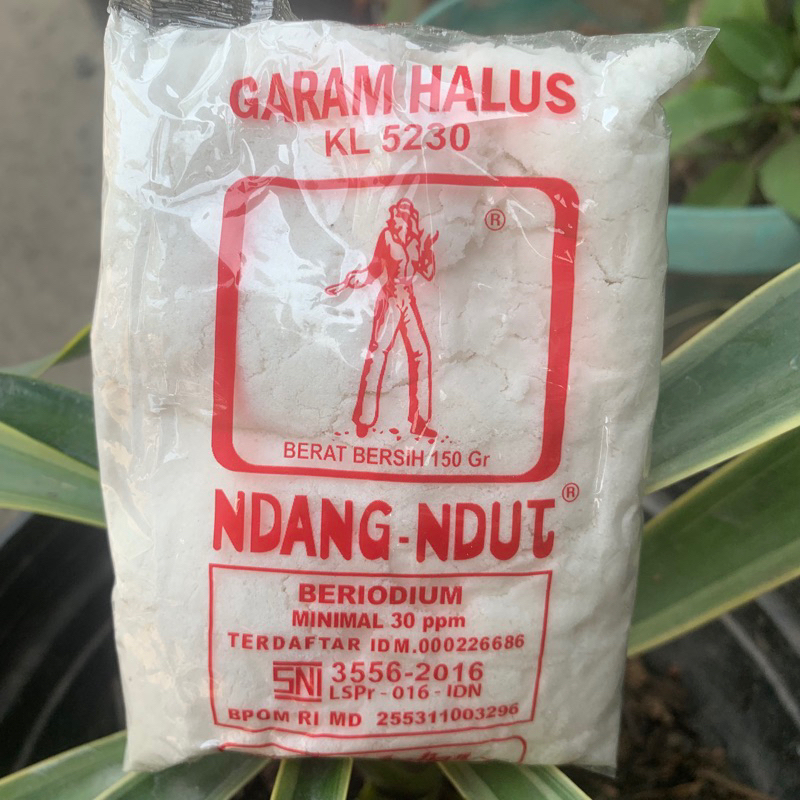 GARAM HALUS
KL 5230
®
BERAT BERSIH 150 Gr
NDANG-NDUT®
BERIODIUM
MINIMAL 30 ppm
TERDAFTAR IDM.000226686
SNI 3556-2016
LSPr - 016 - IDN
BPOM RI MD 255311003296